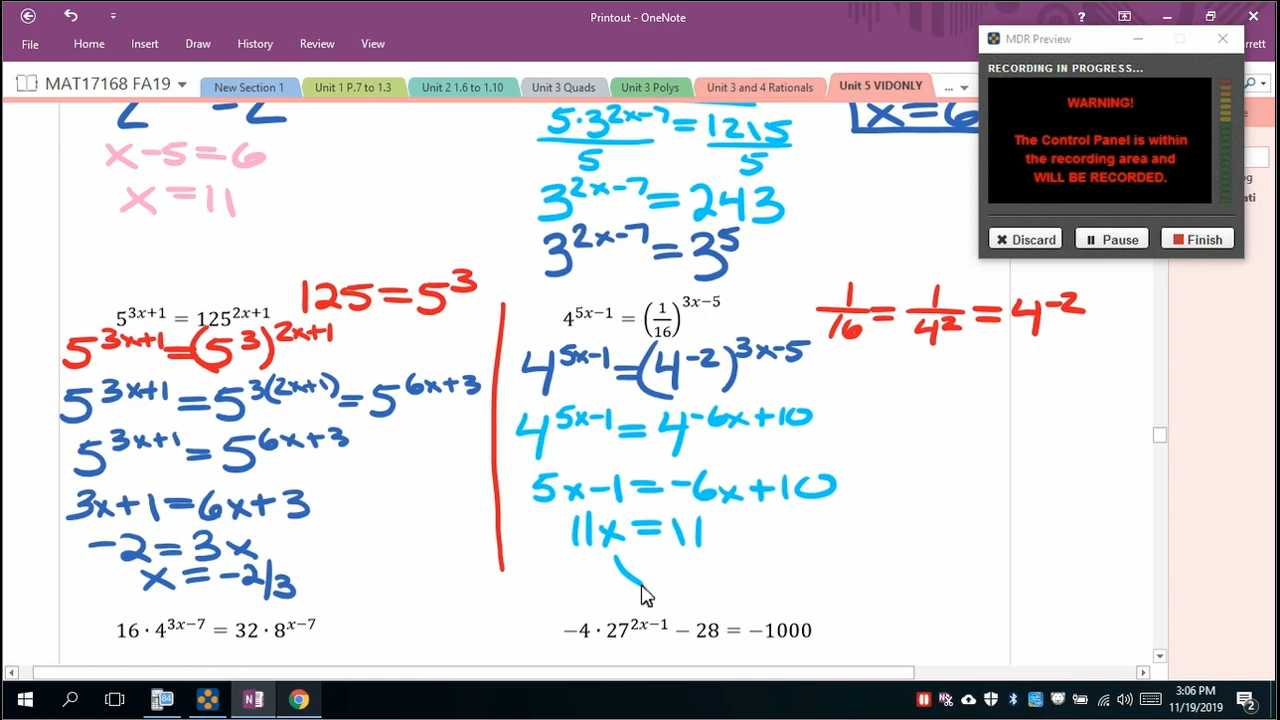 Printout - OneNote
?
File Home Insert Draw History Review View
rrett
MDR Preview
RECORDING IN PROGRESS...
WARNING!
The Control Panel is within
the recording area and
WILL BE RECORDED.
Discard Pause Finish
MAT17168 FA19
New Section 1 Unit 1 P.7 to 1.3 Unit 2 1.6 to 1.10 Unit 3 Quads Unit 3 Polys Unit 3 and 4 Rationals Unit 5 VIDONLY ...
x-5=6
x=11
5·3^(2x-7)/5 = 1215/5
3^(2x-7) = 243
3^(2x-7) = 3^5
x=6
125=5^3
5^(3x+1) = 125^(2x+1)
5^(3x+1) = (5^3)^(2x+1)
5^(3x+1) = 5^(3(2x+1)) = 5^(6x+3)
5^(3x+1) = 5^(6x+3)
3x+1=6x+3
-2=3x
x=-2/3
4^(5x-1) = (1/16)^(3x-5)
1/16 = 1/4^2 = 4^(-2)
4^(5x-1) = (4^(-2))^(3x-5)
4^(5x-1) = 4^(-6x+10)
5x-1=-6x+10
11x=11
16 · 4^(3x-7) = 32 · 8^(x-7)
-4 · 27^(2x-1) - 28 = -1000
3:06 PM
11/19/2019
2